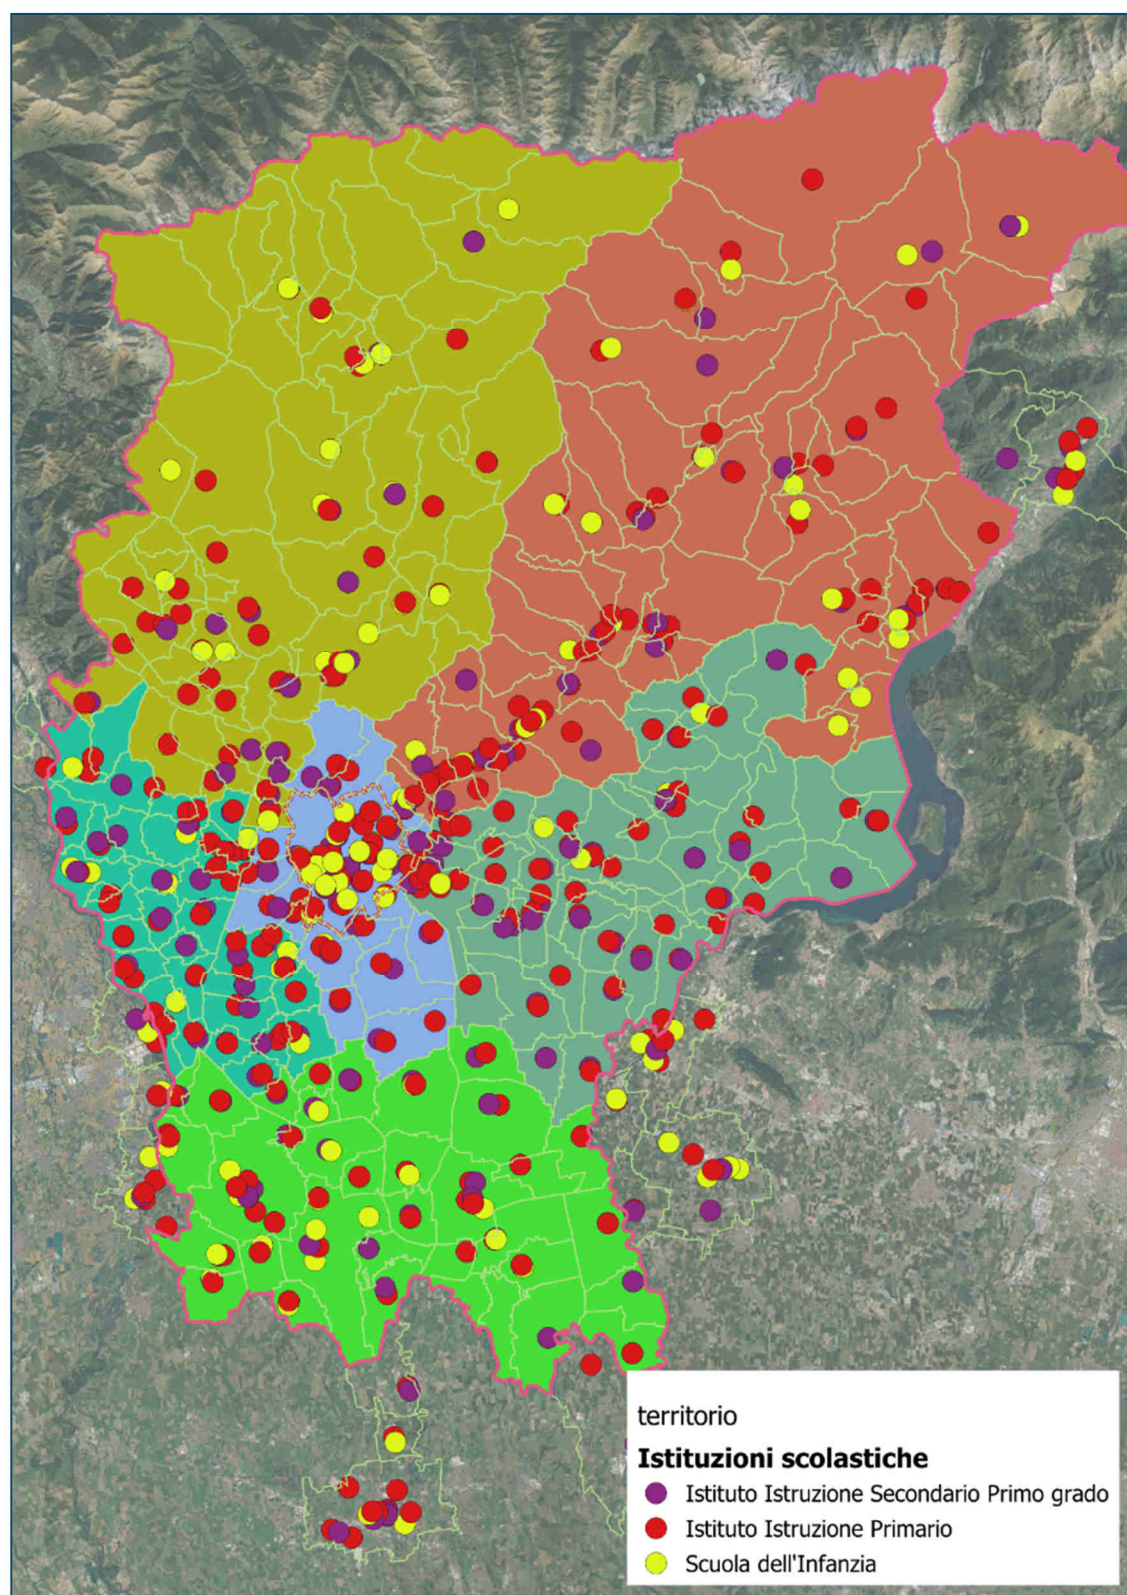 territorio
Istituzioni scolastiche
Istituto Istruzione Secondario Primo grado
Istituto Istruzione Primario
Scuola dell'Infanzia